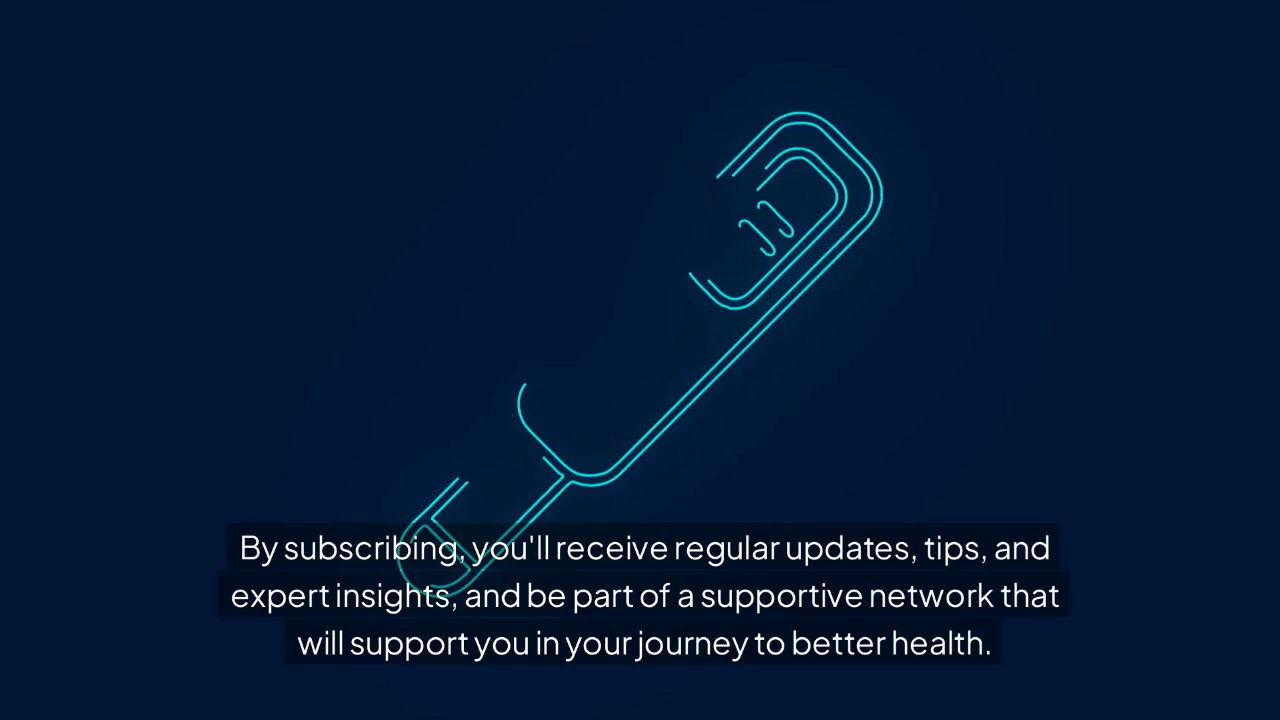 By subscribing, you'll receive regular updates, tips, and
expert insights, and be part of a supportive network that
will support you in your journey to better health.